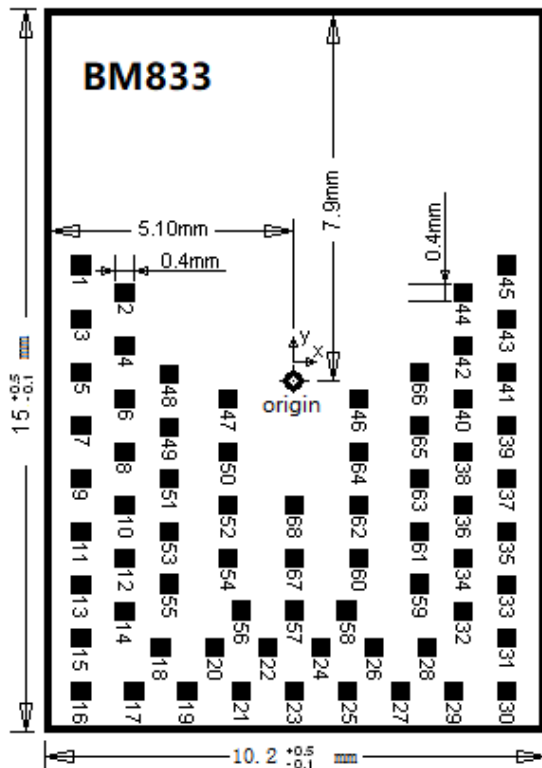 BM833
7.9mm
5.10mm
0.4mm
0.4mm
1 2 44 45
3 4 42 43
5 48 66 41
6 47 46 40
7 49 65 39
8 50 64 38
9 51 63 37
10 52 68 62 36
11 53 61 35
12 54 67 60 34
13 55 59 33
14 56 57 58 32
15 18 20 22 24 26 28 31
16 17 19 21 23 25 27 29 30
y
x
origin
15 +0.5 -0.1 mm
10.2 +0.5 -0.1 mm